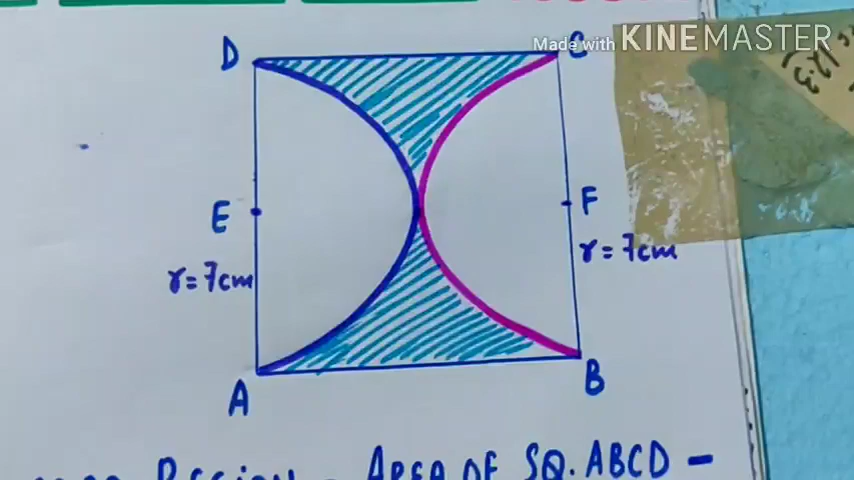 Made with KINEMASTER
D
C
E
F
r=7cm
r=7cm
A
B
AREA OF SQ. ABCD -